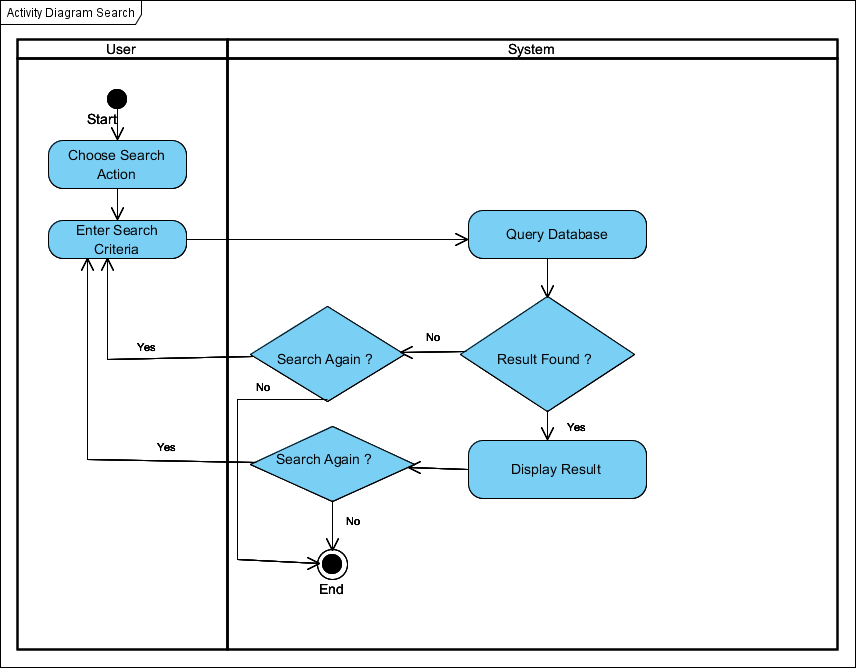 Activity Diagram Search
User
System
Start
Choose Search
Action
Enter Search
Criteria
Query Database
No
Yes
Search Again ?
Result Found ?
No
Yes
Yes
Search Again ?
Display Result
No
End